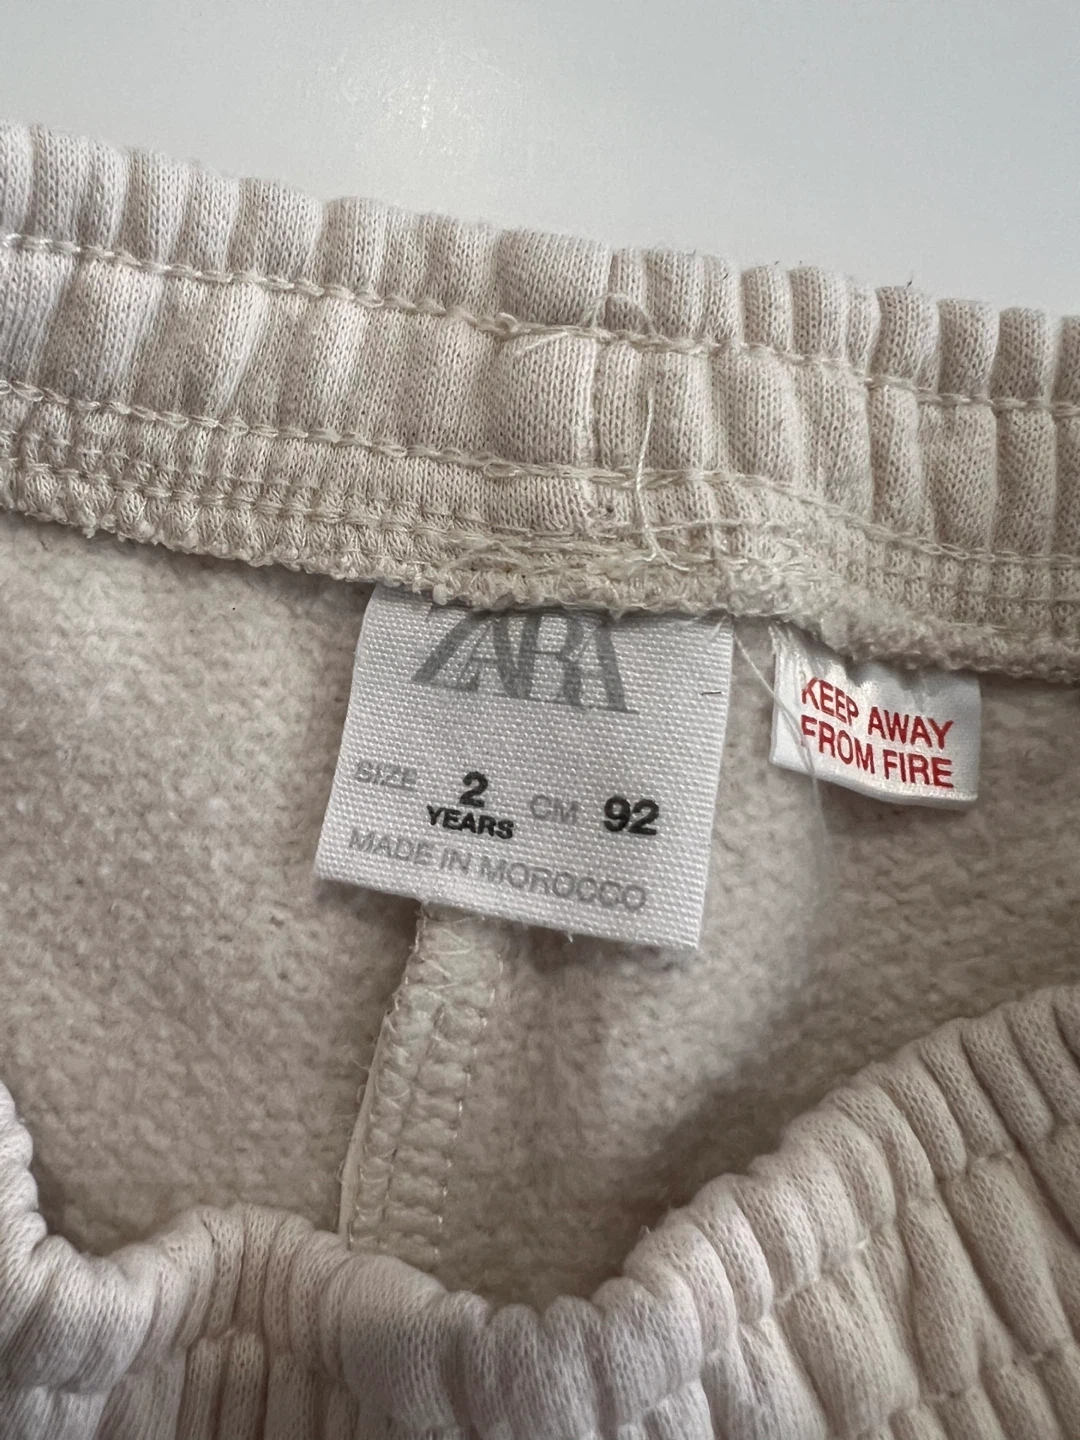 ZARA
SIZE 2 YEARS CM 92
MADE IN MOROCCO
KEEP AWAY
FROM FIRE